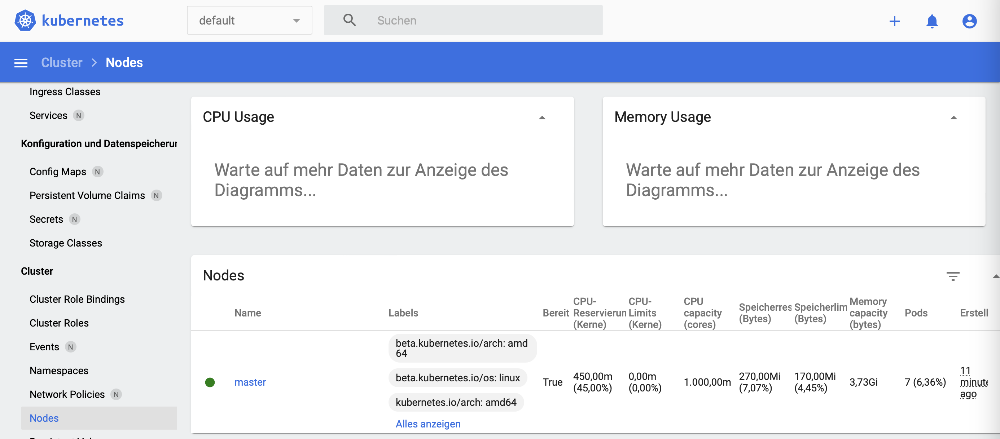 kubernetes
default
Suchen
Cluster > Nodes
Ingress Classes
Services N
Konfiguration und Datenspeicherur
Config Maps N
Persistent Volume Claims N
Secrets N
Storage Classes
Cluster
Cluster Role Bindings
Cluster Roles
Events N
Namespaces
Network Policies N
Nodes
CPU Usage
Warte auf mehr Daten zur Anzeige des
Diagramms...
Memory Usage
Warte auf mehr Daten zur Anzeige des
Diagramms...
Nodes
Name
Labels
Bereit
CPU-
Reservierun
(Kerne)
CPU-
Limits
(Kerne)
CPU
capacity
(cores)
Speicherres
(Bytes)
Speicherlim
(Bytes)
Memory
capacity
(bytes)
Pods
Erstell
master
beta.kubernetes.io/arch: amd
64
beta.kubernetes.io/os: linux
kubernetes.io/arch: amd64
Alles anzeigen
True
450,00m
(45,00%)
0,00m
(0,00%)
1.000,00m
270,00Mi
(7,07%)
170,00Mi
(4,45%)
3,73Gi
7 (6,36%)
11
minute
ago